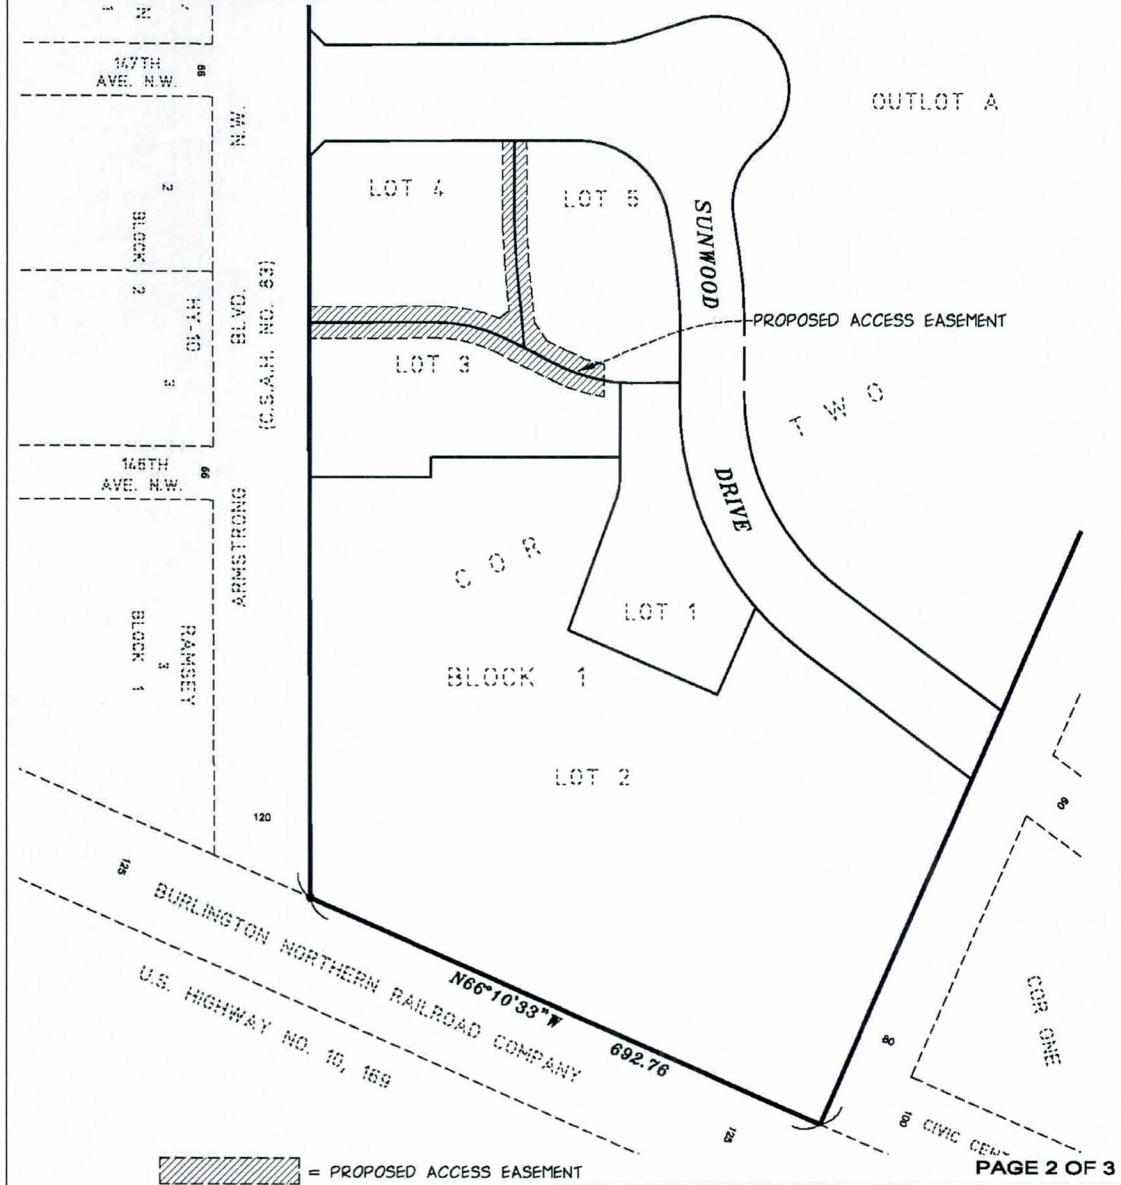 147TH
AVE. N.W.
66
N.W.
OUTLOT A
2
BLOCK 2
LOT 4
LOT 5
SUNWOOD
HY-10
3
BLVD.
(C.S.A.H. NO. 83)
PROPOSED ACCESS EASEMENT
LOT 3
T W O
146TH
AVE. N.W.
66
DRIVE
ARMSTRONG
C O R
LOT 1
RAMSEY
3
BLOCK 1
BLOCK 1
LOT 2
120
60
125
BURLINGTON NORTHERN RAILROAD COMPANY
N66°10'33"W
692.76
U.S. HIGHWAY NO. 10, 169
COR ONE
80
100
CIVIC
125
= PROPOSED ACCESS EASEMENT
PAGE 2 OF 3